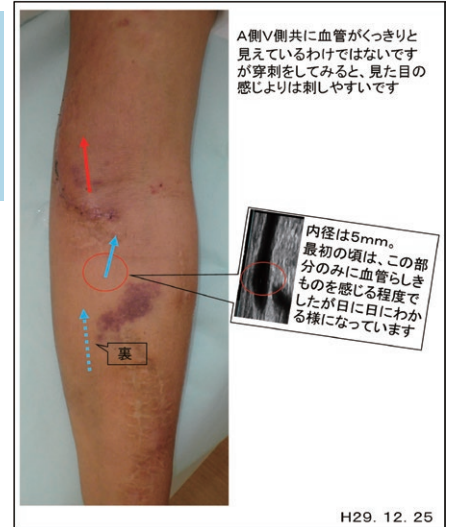 A側V側共に血管がくっきりと
見えているわけではないです
が穿刺をしてみると、見た目の
感じよりは刺しやすいです
内径は5mm。
最初の頃は、この部
分のみに血管らしき
ものを感じる程度で
したが日に日にわか
る様になっています
裏
H29. 12. 25